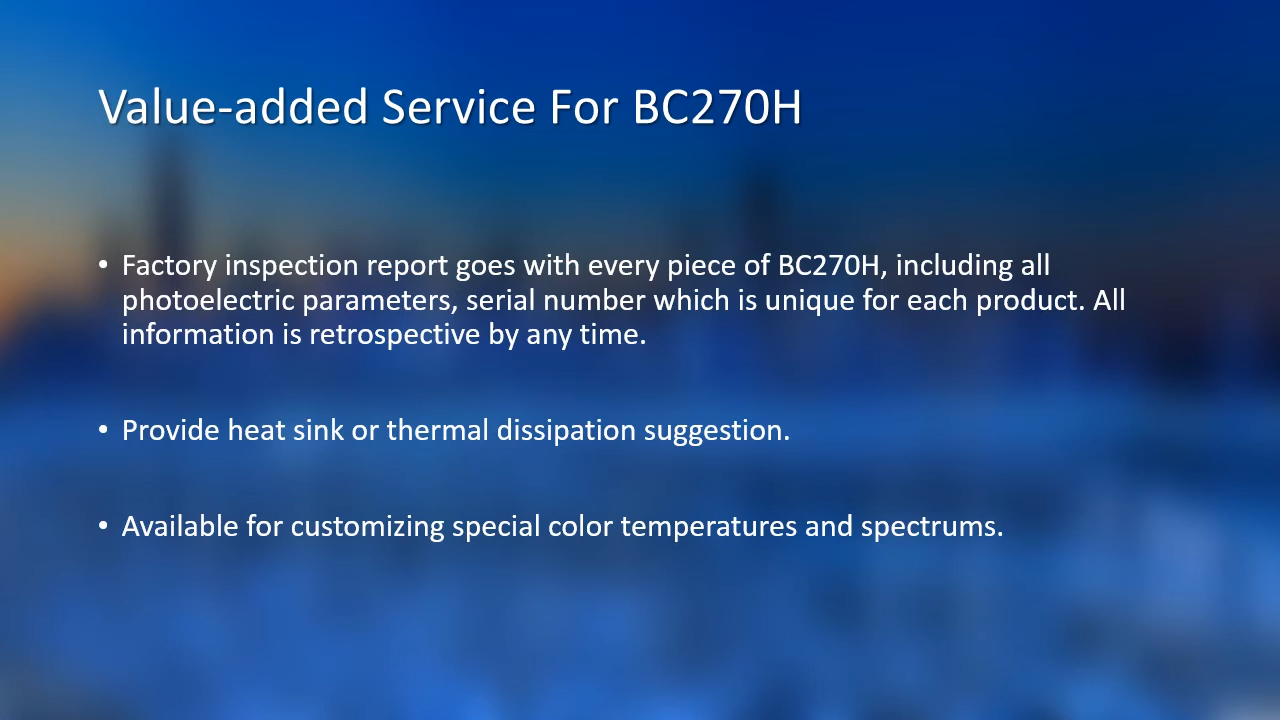 Value-added Service For BC270H
• Factory inspection report goes with every piece of BC270H, including all
photoelectric parameters, serial number which is unique for each product. All
information is retrospective by any time.
• Provide heat sink or thermal dissipation suggestion.
• Available for customizing special color temperatures and spectrums.